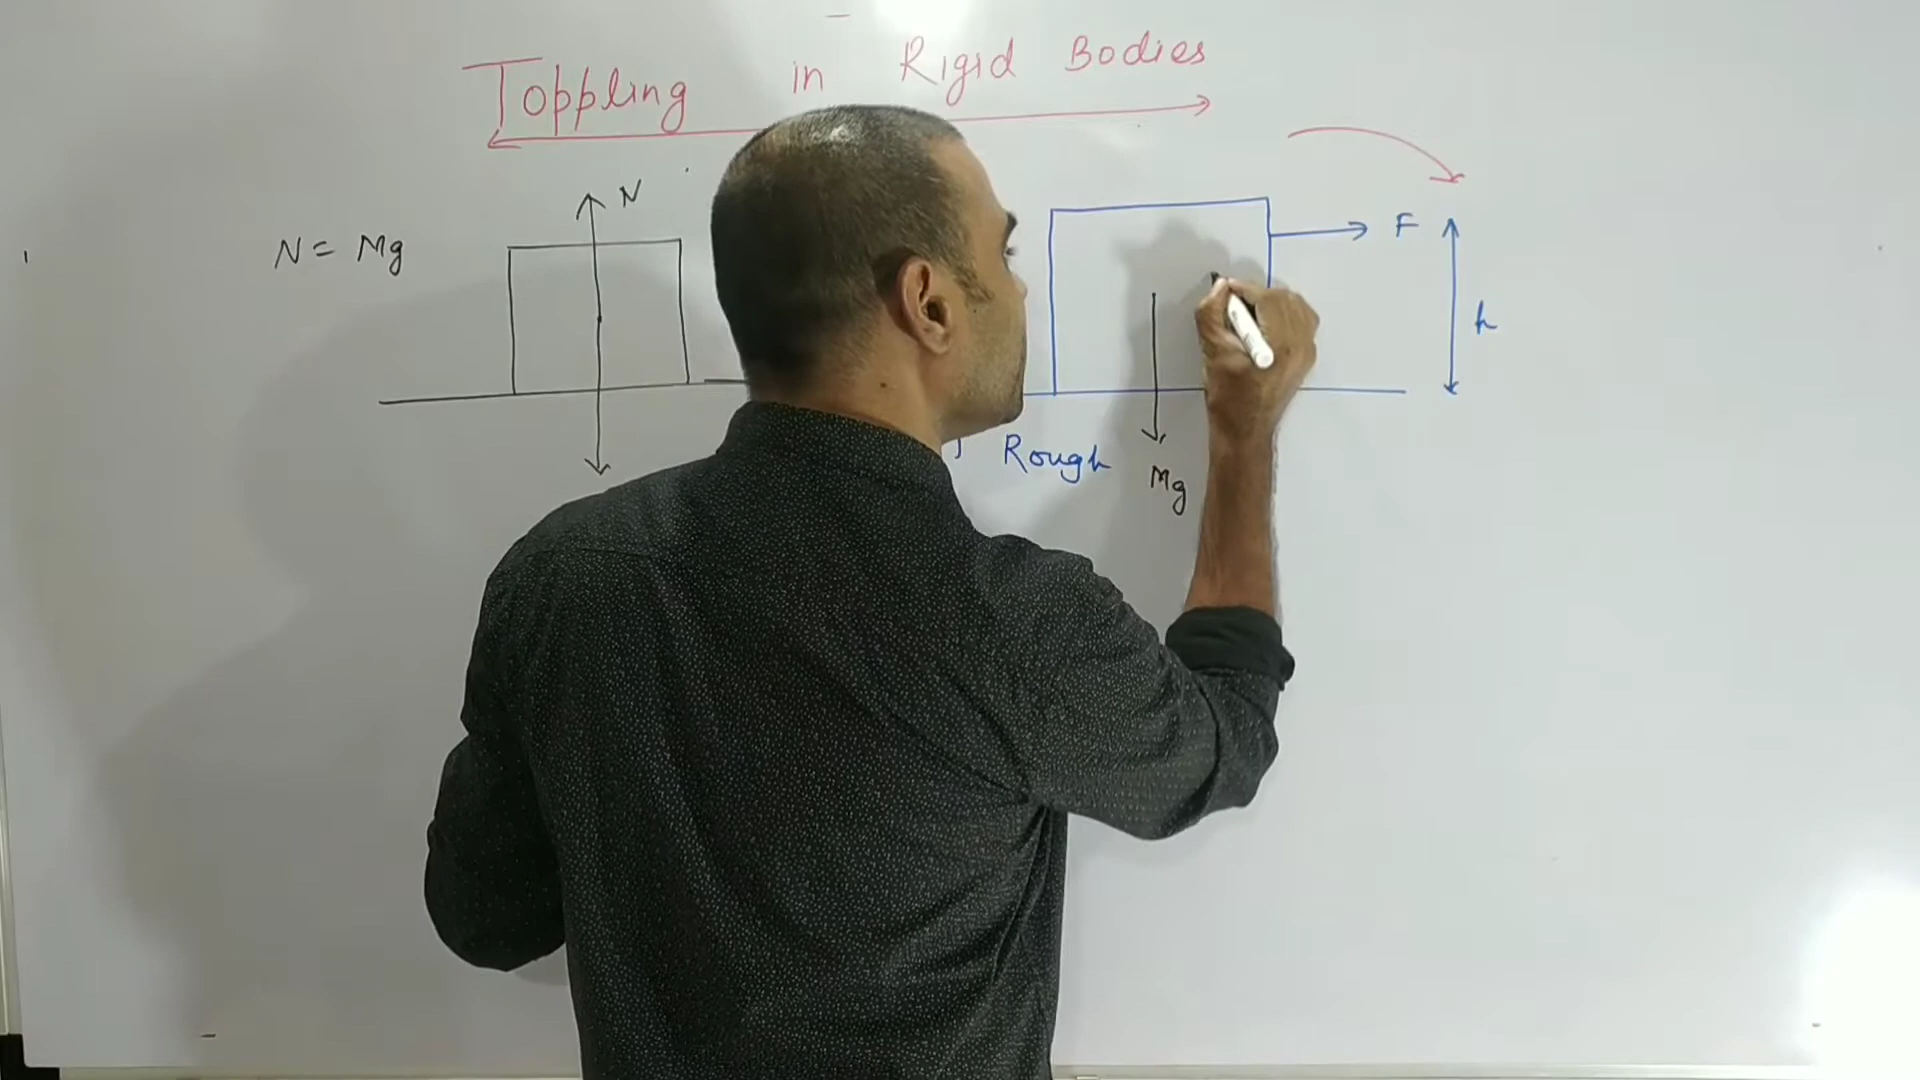 Toppling in Rigid Bodies
N
N = Mg
F
h
Rough
Mg